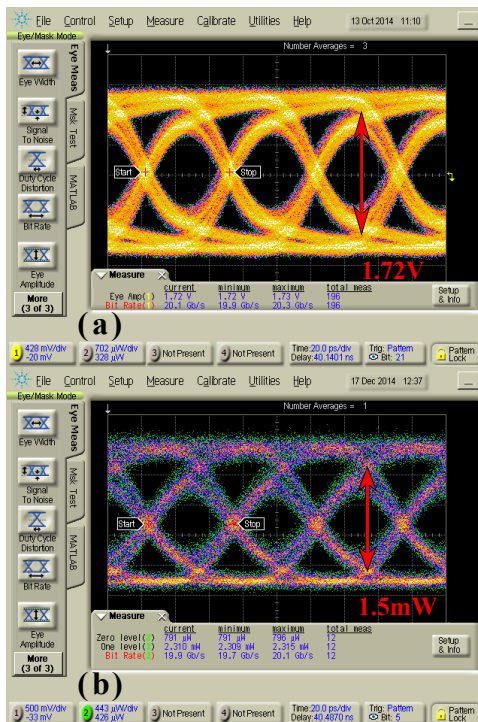 File Control Setup Measure Calibrate Utilities Help 13 Oct 2014 11:10
Eye/Mask Mode
Number Averages = 3
Eye Meas
Msk Test
MATLAB
Eye Width
Signal
To Noise
Duty Cycle
Distortion
Bit Rate
Eye
Amplitude
More
(3 of 3)
Start
Stop
1.72V
Measure
current minimum maximum total meas
Eye Amp( ) 1.72 V 1.72 V 1.73 V 196
Bit Rate( ) 20.1 Gb/s 19.9 Gb/s 20.3 Gb/s 196
Setup
& Info
(a)
1 428 mV/div
-20 mV
2 702 µW/div
328 µW
3 Not Present
4 Not Present
Time:20.0 ps/div
Delay:40.1401 ns
Trig: Pattern
Bit: 21
Pattern
Lock
File Control Setup Measure Calibrate Utilities Help 17 Dec 2014 12:37
Eye/Mask Mode
Number Averages = 1
Eye Meas
Msk Test
MATLAB
Eye Width
Signal
To Noise
Duty Cycle
Distortion
Bit Rate
Eye
Amplitude
More
(3 of 3)
Start
Stop
1.5mW
Measure
current minimum maximum total meas
Zero level(2) 791 µW 791 µW 796 µW 12
One level(2) 2.310 mW 2.309 mW 2.315 mW 12
Bit Rate(2) 19.9 Gb/s 19.7 Gb/s 20.1 Gb/s 12
Setup
& Info
(b)
1 500 mV/div
-33 mV
2 443 µW/div
426 µW
3 Not Present
4 Not Present
Time:20.0 ps/div
Delay:40.4870 ns
Trig: Pattern
Bit: 5
Pattern
Lock